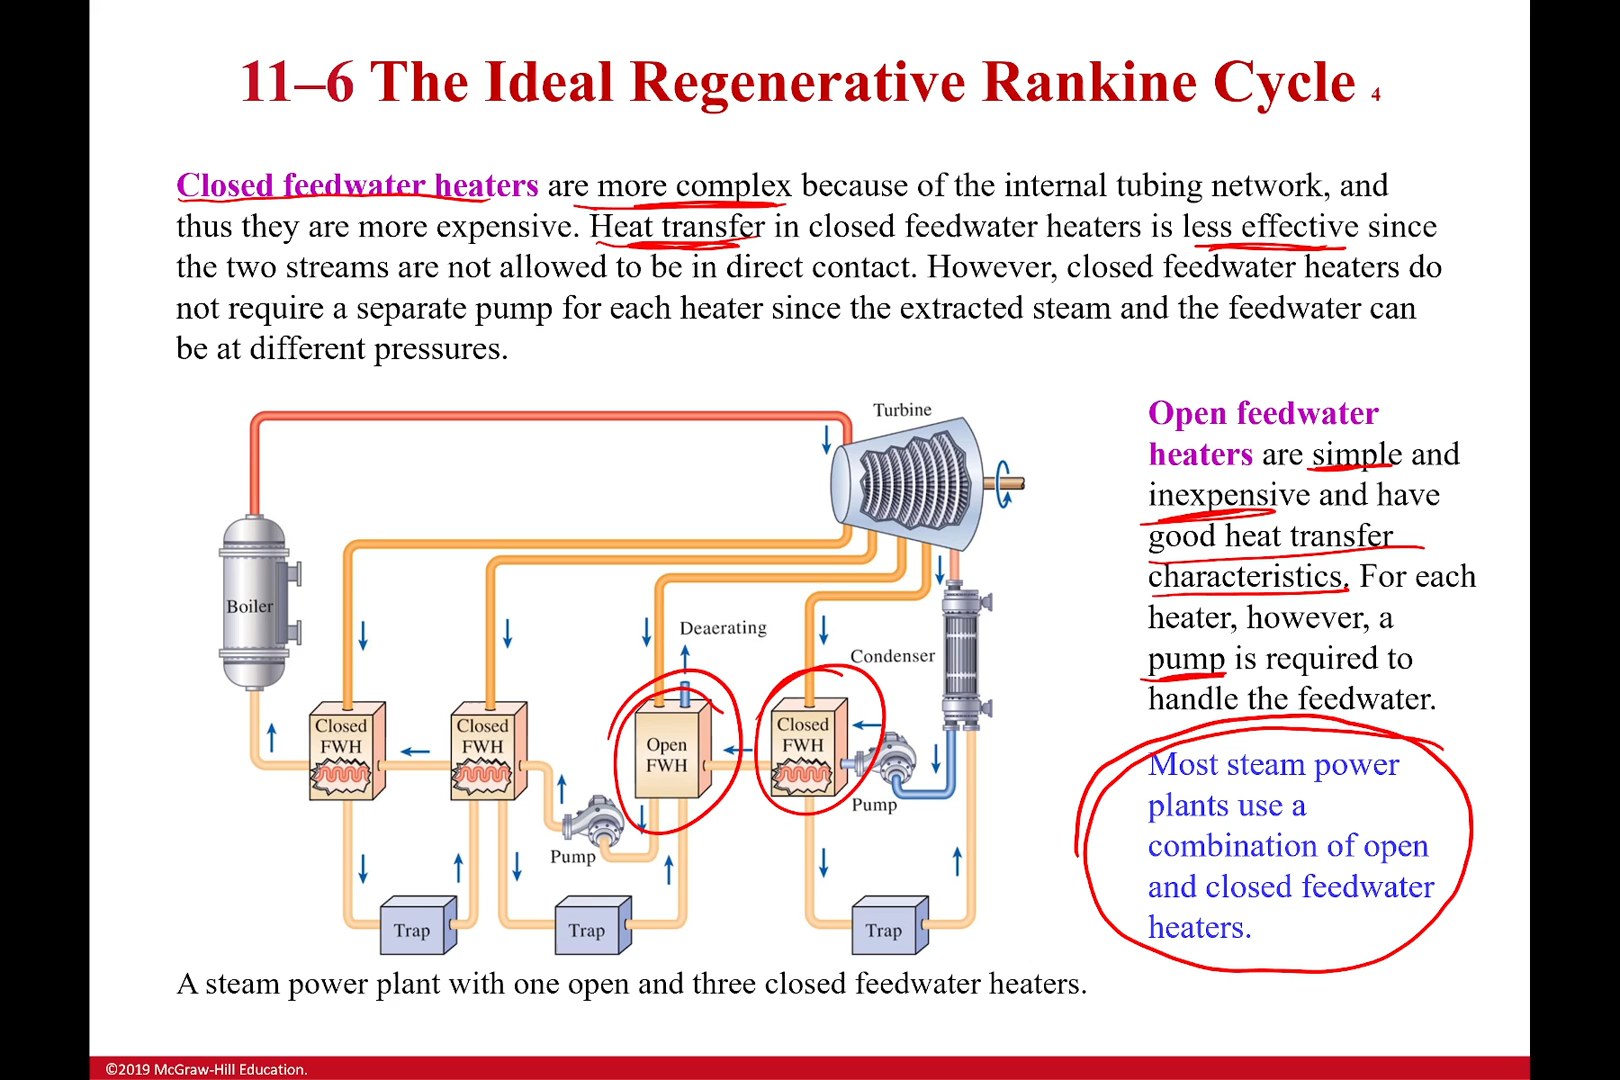 11–6 The Ideal Regenerative Rankine Cycle 4
Closed feedwater heaters are more complex because of the internal tubing network, and
thus they are more expensive. Heat transfer in closed feedwater heaters is less effective since
the two streams are not allowed to be in direct contact. However, closed feedwater heaters do
not require a separate pump for each heater since the extracted steam and the feedwater can
be at different pressures.
Turbine
Boiler
Deaerating
Condenser
Closed
FWH
Closed
FWH
Open
FWH
Closed
FWH
Pump
Pump
Trap
Trap
Trap
A steam power plant with one open and three closed feedwater heaters.
Open feedwater
heaters are simple and
inexpensive and have
good heat transfer
characteristics. For each
heater, however, a
pump is required to
handle the feedwater.
Most steam power
plants use a
combination of open
and closed feedwater
heaters.
©2019 McGraw-Hill Education.